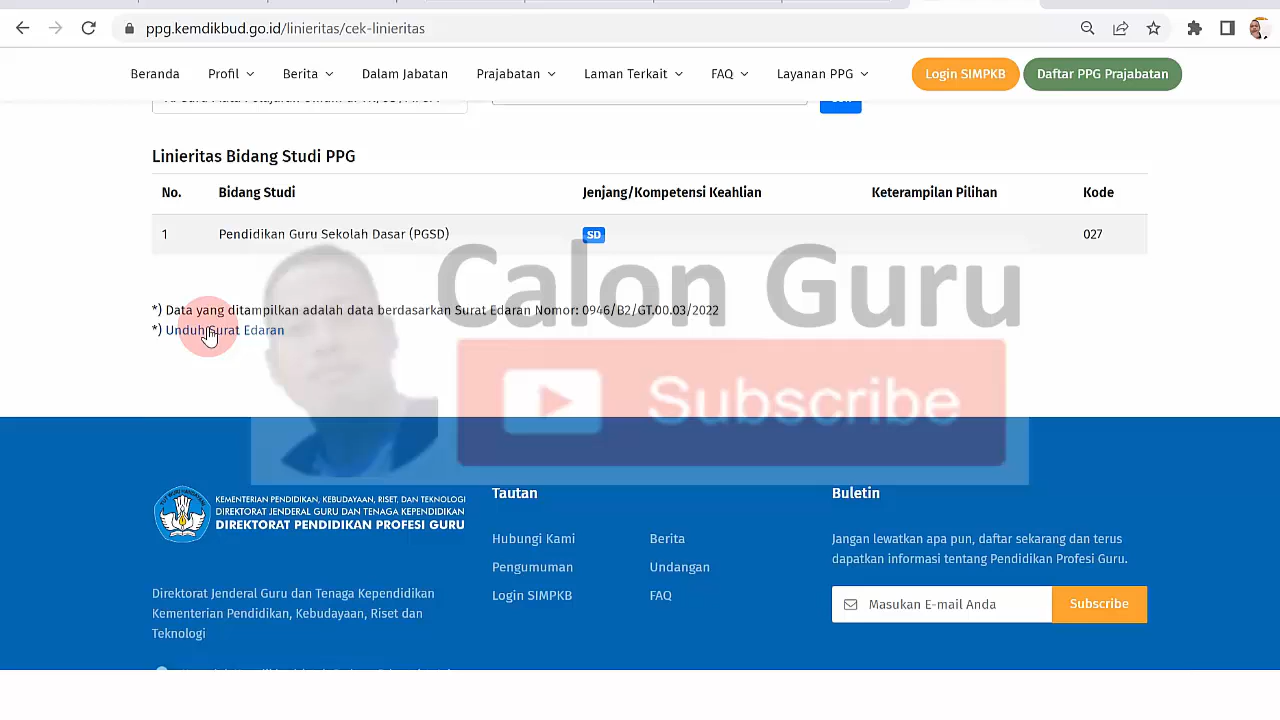 ppg.kemdikbud.go.id/linieritas/cek-linieritas
Beranda Profil Berita Dalam Jabatan Prajabatan Laman Terkait FAQ Layanan PPG Login SIMPKB Daftar PPG Prajabatan
Linieritas Bidang Studi PPG
No. Bidang Studi Jenjang/Kompetensi Keahlian Keterampilan Pilihan Kode
1 Pendidikan Guru Sekolah Dasar (PGSD) SD 027
Calon Guru
*) Data yang ditampilkan adalah data berdasarkan Surat Edaran Nomor: 0946/B2/GT.00.03/2022
*) Unduh Surat Edaran
Subscribe
KEMENTERIAN PENDIDIKAN, KEBUDAYAAN, RISET, DAN TEKNOLOGI
DIREKTORAT JENDERAL GURU DAN TENAGA KEPENDIDIKAN
DIREKTORAT PENDIDIKAN PROFESI GURU
Direktorat Jenderal Guru dan Tenaga Kependidikan
Kementerian Pendidikan, Kebudayaan, Riset dan
Teknologi
Tautan
Hubungi Kami Berita
Pengumuman Undangan
Login SIMPKB FAQ
Buletin
Jangan lewatkan apa pun, daftar sekarang dan terus
dapatkan informasi tentang Pendidikan Profesi Guru.
Masukan E-mail Anda Subscribe